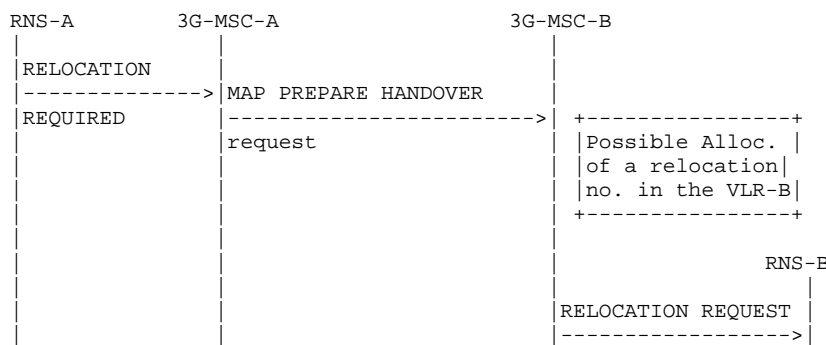 RNS-A 3G-MSC-A 3G-MSC-B
RELOCATION
MAP PREPARE HANDOVER
REQUIRED
request
Possible Alloc.
of a relocation
no. in the VLR-B
RNS-B
RELOCATION REQUEST